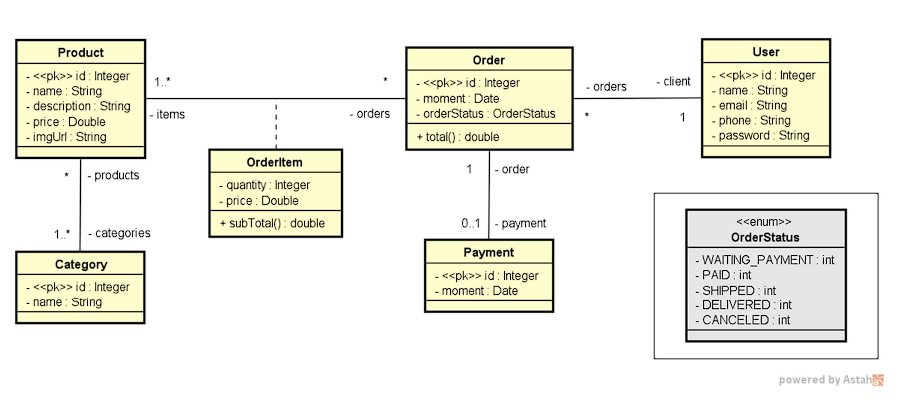 Product
- <<pk>> id : Integer
- name : String
- description : String
- price : Double
- imgUrl : String
1..*
*
- items
- orders
Order
- <<pk>> id : Integer
- moment : Date
- orderStatus : OrderStatus
+ total() : double
- orders
- client
*
1
User
- <<pk>> id : Integer
- name : String
- email : String
- phone : String
- password : String
OrderItem
- quantity : Integer
- price : Double
+ subTotal() : double
*
- products
1..*
- categories
Category
- <<pk>> id : Integer
- name : String
1
- order
0..1
- payment
Payment
- <<pk>> id : Integer
- moment : Date
<<enum>>
OrderStatus
- WAITING_PAYMENT : int
- PAID : int
- SHIPPED : int
- DELIVERED : int
- CANCELED : int
powered by Astah